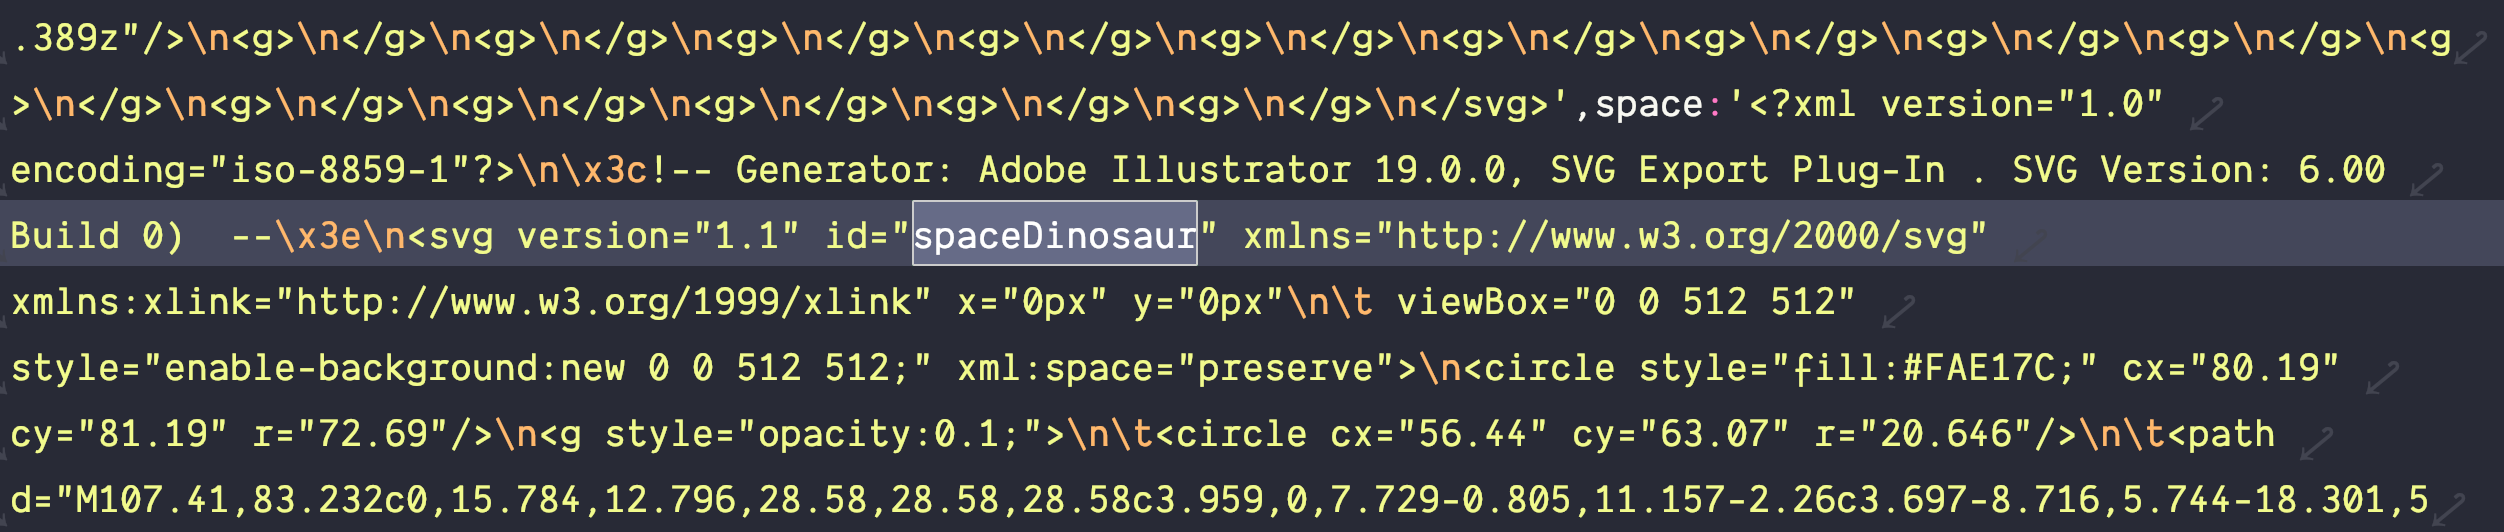 .389z"/>\n<g>\n</g>\n<g>\n</g>\n<g>\n</g>\n<g>\n</g>\n<g>\n</g>\n<g>\n</g>\n<g>\n</g>\n<g>\n</g>\n<g>\n</g>\n<g
>\n</g>\n<g>\n</g>\n<g>\n</g>\n<g>\n</g>\n<g>\n</g>\n<g>\n</g>\n</svg>',space:'<?xml version="1.0"
encoding="iso-8859-1"?>\n\x3c!-- Generator: Adobe Illustrator 19.0.0, SVG Export Plug-In . SVG Version: 6.00
Build 0)  --\x3e\n<svg version="1.1" id="spaceDinosaur" xmlns="http://www.w3.org/2000/svg"
xmlns:xlink="http://www.w3.org/1999/xlink" x="0px" y="0px"\n\t viewBox="0 0 512 512"
style="enable-background:new 0 0 512 512;" xml:space="preserve">\n<circle style="fill:#FAE17C;" cx="80.19"
cy="81.19" r="72.69"/>\n<g style="opacity:0.1;">\n\t<circle cx="56.44" cy="63.07" r="20.646"/>\n\t<path
d="M107.41,83.232c0,15.784,12.796,28.58,28.58,28.58c3.959,0,7.729-0.805,11.157-2.26c3.697-8.716,5.744-18.301,5